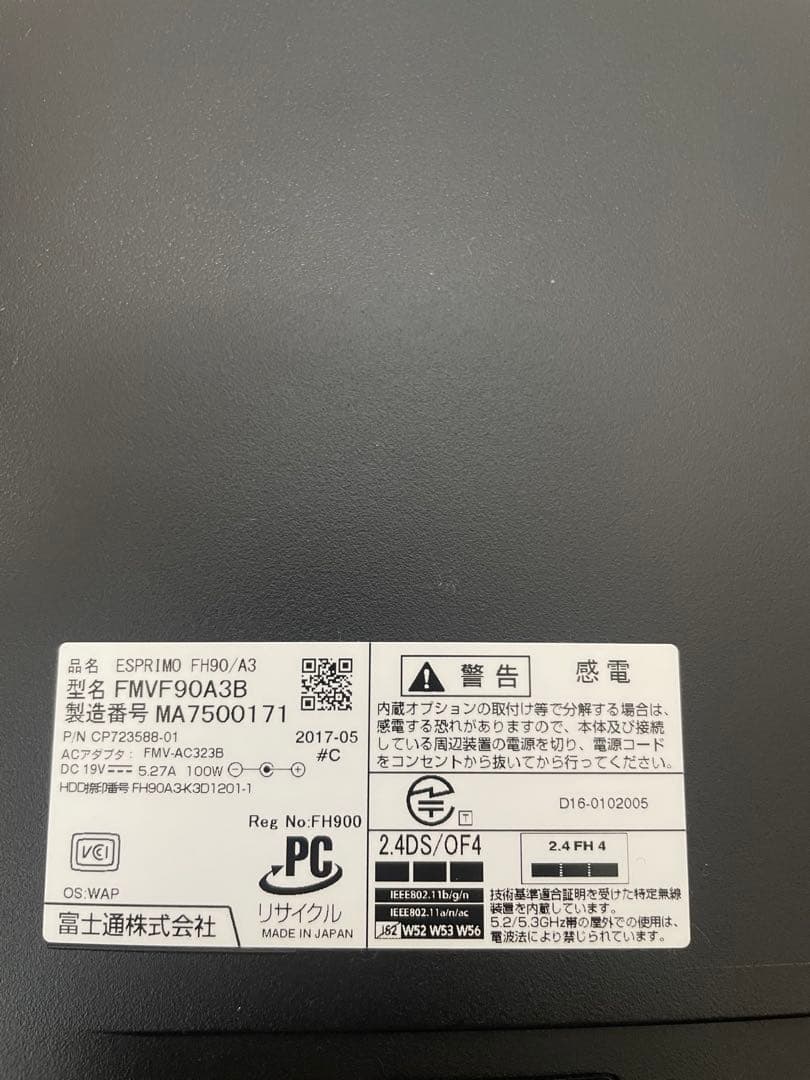 品名 ESPRIMO FH90/A3
型名 FMVF90A3B
製造番号 MA7500171
P/N CP723588-01
2017-05
#C
ACアダプタ: FMV-AC323B
DC 19V 5.27A 100W
HDD捺印番号 FH90A3-K3D1201-1
Reg No:FH900
VCCI
PC
リサイクル
MADE IN JAPAN
OS:WAP
富士通株式会社
警告 感電
内蔵オプションの取付け等で分解する場合は、
感電する恐れがありますので、本体及び接続
している周辺装置の電源を切り、電源コード
をコンセントから抜いてから行ってください。
T D16-0102005
2.4DS/OF4
2.4 FH 4
IEEE802.11b/g/n
IEEE802.11a/n/ac
J52 W52 W53 W56
技術基準適合証明を受けた特定無線
装置を内蔵しています。
5.2/5.3GHz帯の屋外での使用は、
電波法により禁じられています。